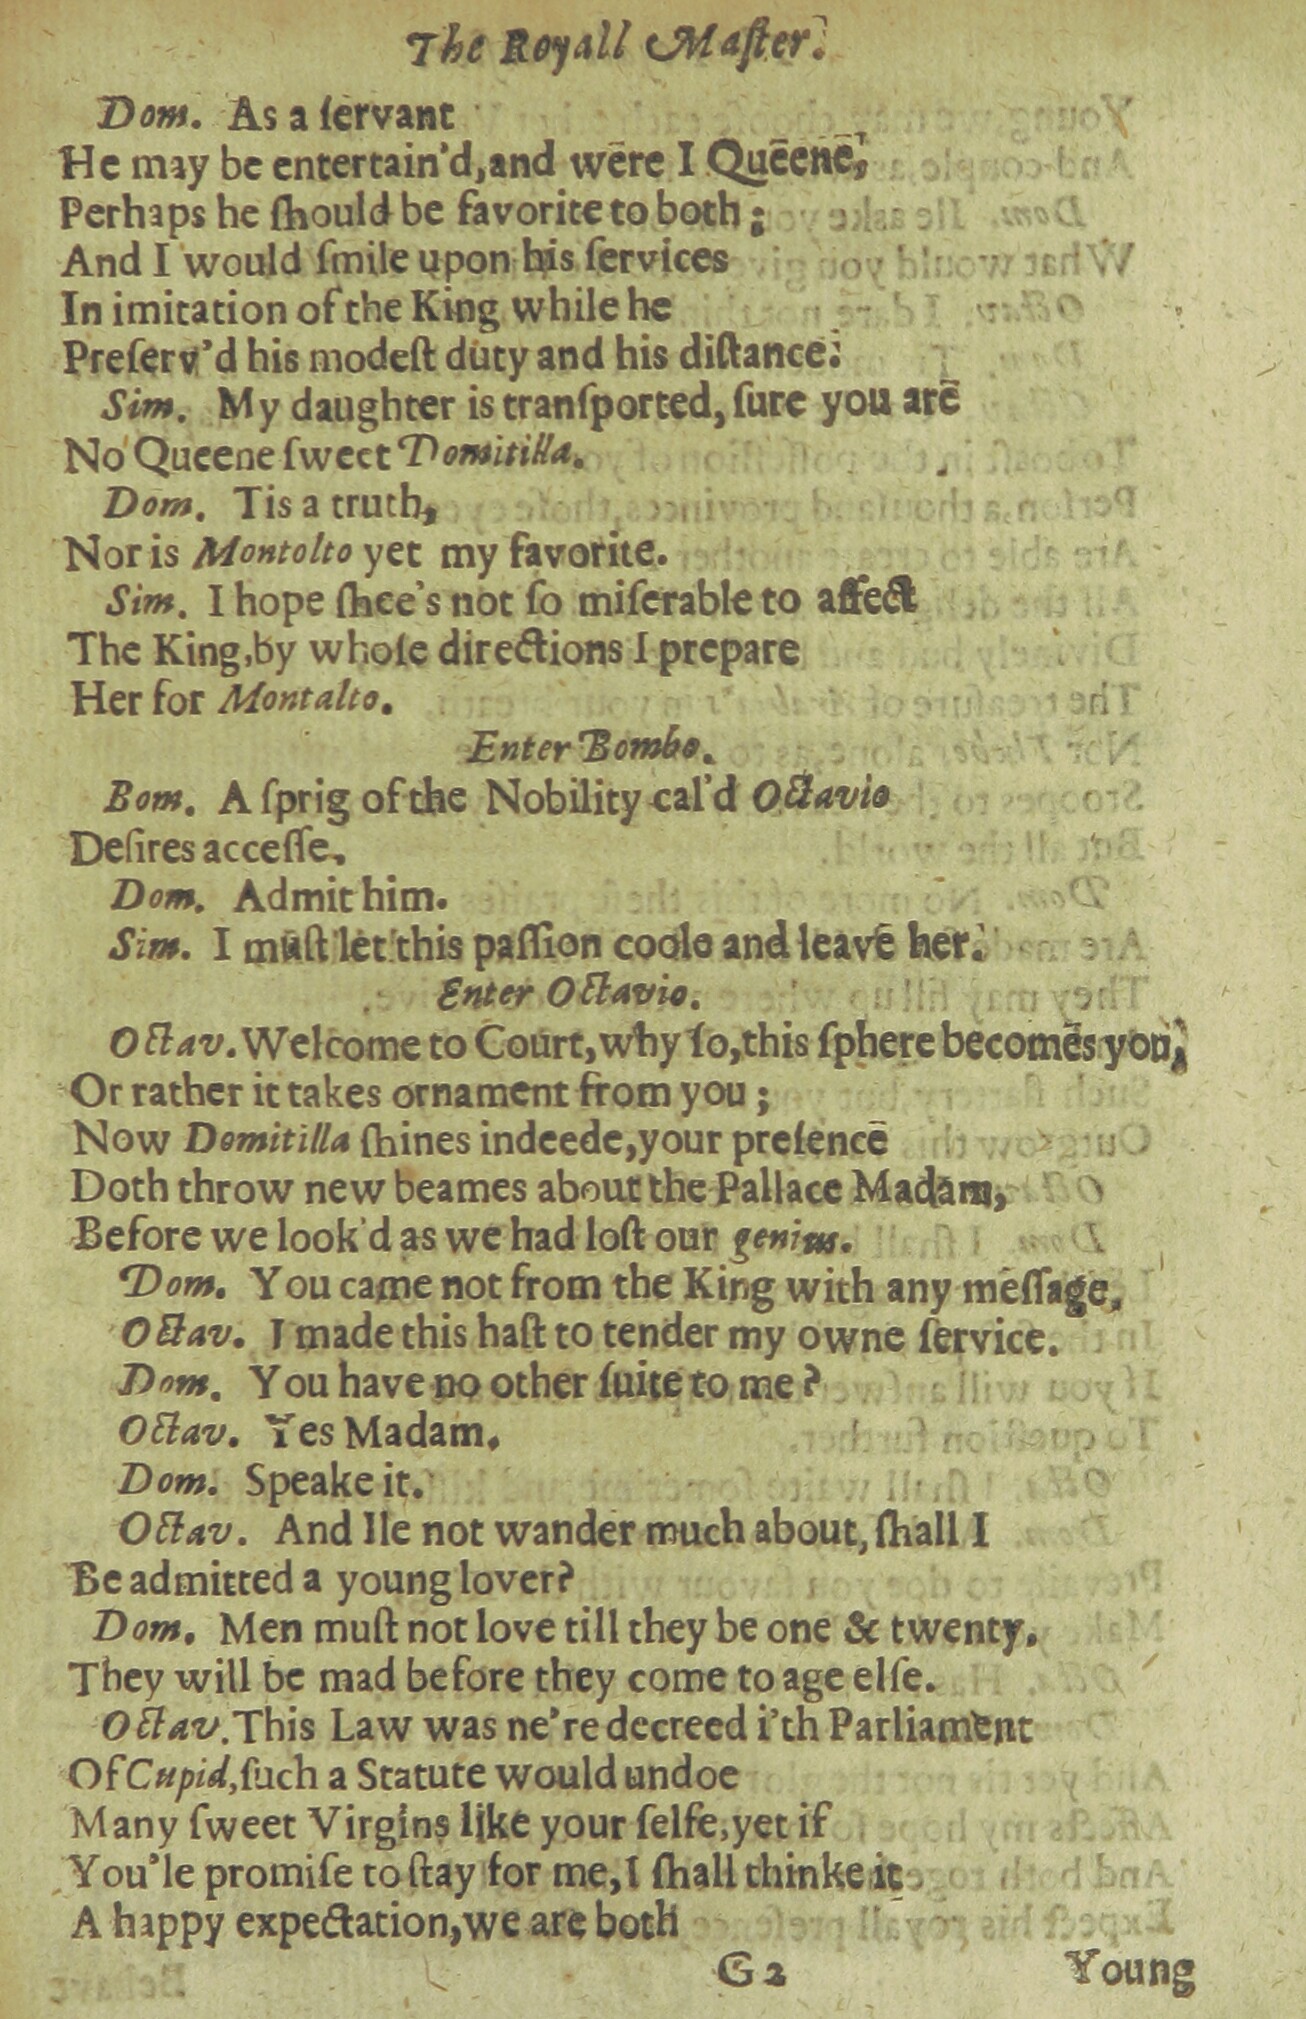 The Royall Maſter.
Dom. As a ſervant
He may be entertain'd, and were I Queene,
Perhaps he ſhould be favorite to both;
And I would ſmile upon his ſervices
In imitation of the King while he
Preſerv'd his modeſt duty and his diſtance.
Sim. My daughter is tranſported, ſure you are
No Queene ſweet Domitilla.
Dom. Tis a truth,
Nor is Montolto yet my favorite.
Sim. I hope ſhee's not ſo miſerable to affect
The King, by whoſe directions I prepare
Her for Montalto.
Enter Bombo.
Bom. A ſprig of the Nobility cal'd Octavio
Deſires acceſſe.
Dom. Admit him.
Sim. I muſt let this paſſion coole and leave her.
Enter Octavio.
Octav. Welcome to Court, why ſo, this ſphere becomes you,
Or rather it takes ornament from you;
Now Domitilla ſhines indeede, your preſence
Doth throw new beames about the Pallace Madam,
Before we look'd as we had loſt our genius.
Dom. You came not from the King with any meſſage,
Octav. I made this haſt to tender my owne ſervice.
Dom. You have no other ſuite to me?
Octav. Yes Madam.
Dom. Speake it.
Octav. And Ile not wander much about, ſhall I
Be admitted a young lover?
Dom. Men muſt not love till they be one & twenty,
They will be mad before they come to age elſe.
Octav. This Law was ne're decreed i'th Parliament
Of Cupid, ſuch a Statute would undoe
Many ſweet Virgins like your ſelfe, yet if
You'le promiſe to ſtay for me, I ſhall thinke it
A happy expectation, we are both
G2 Young